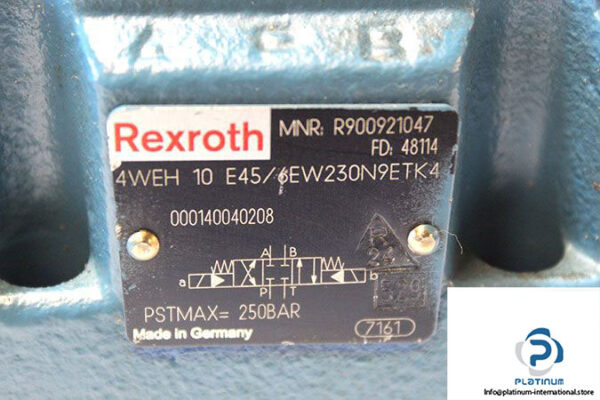 A P B
Rexroth
MNR: R900921047
FD: 48114
4WEH 10 E45/6EW230N9ETK4
000140040208
A B
a b
P T
PSTMAX= 250BAR
Made in Germany
7161
PLATINUM
Info@platinum-international.store